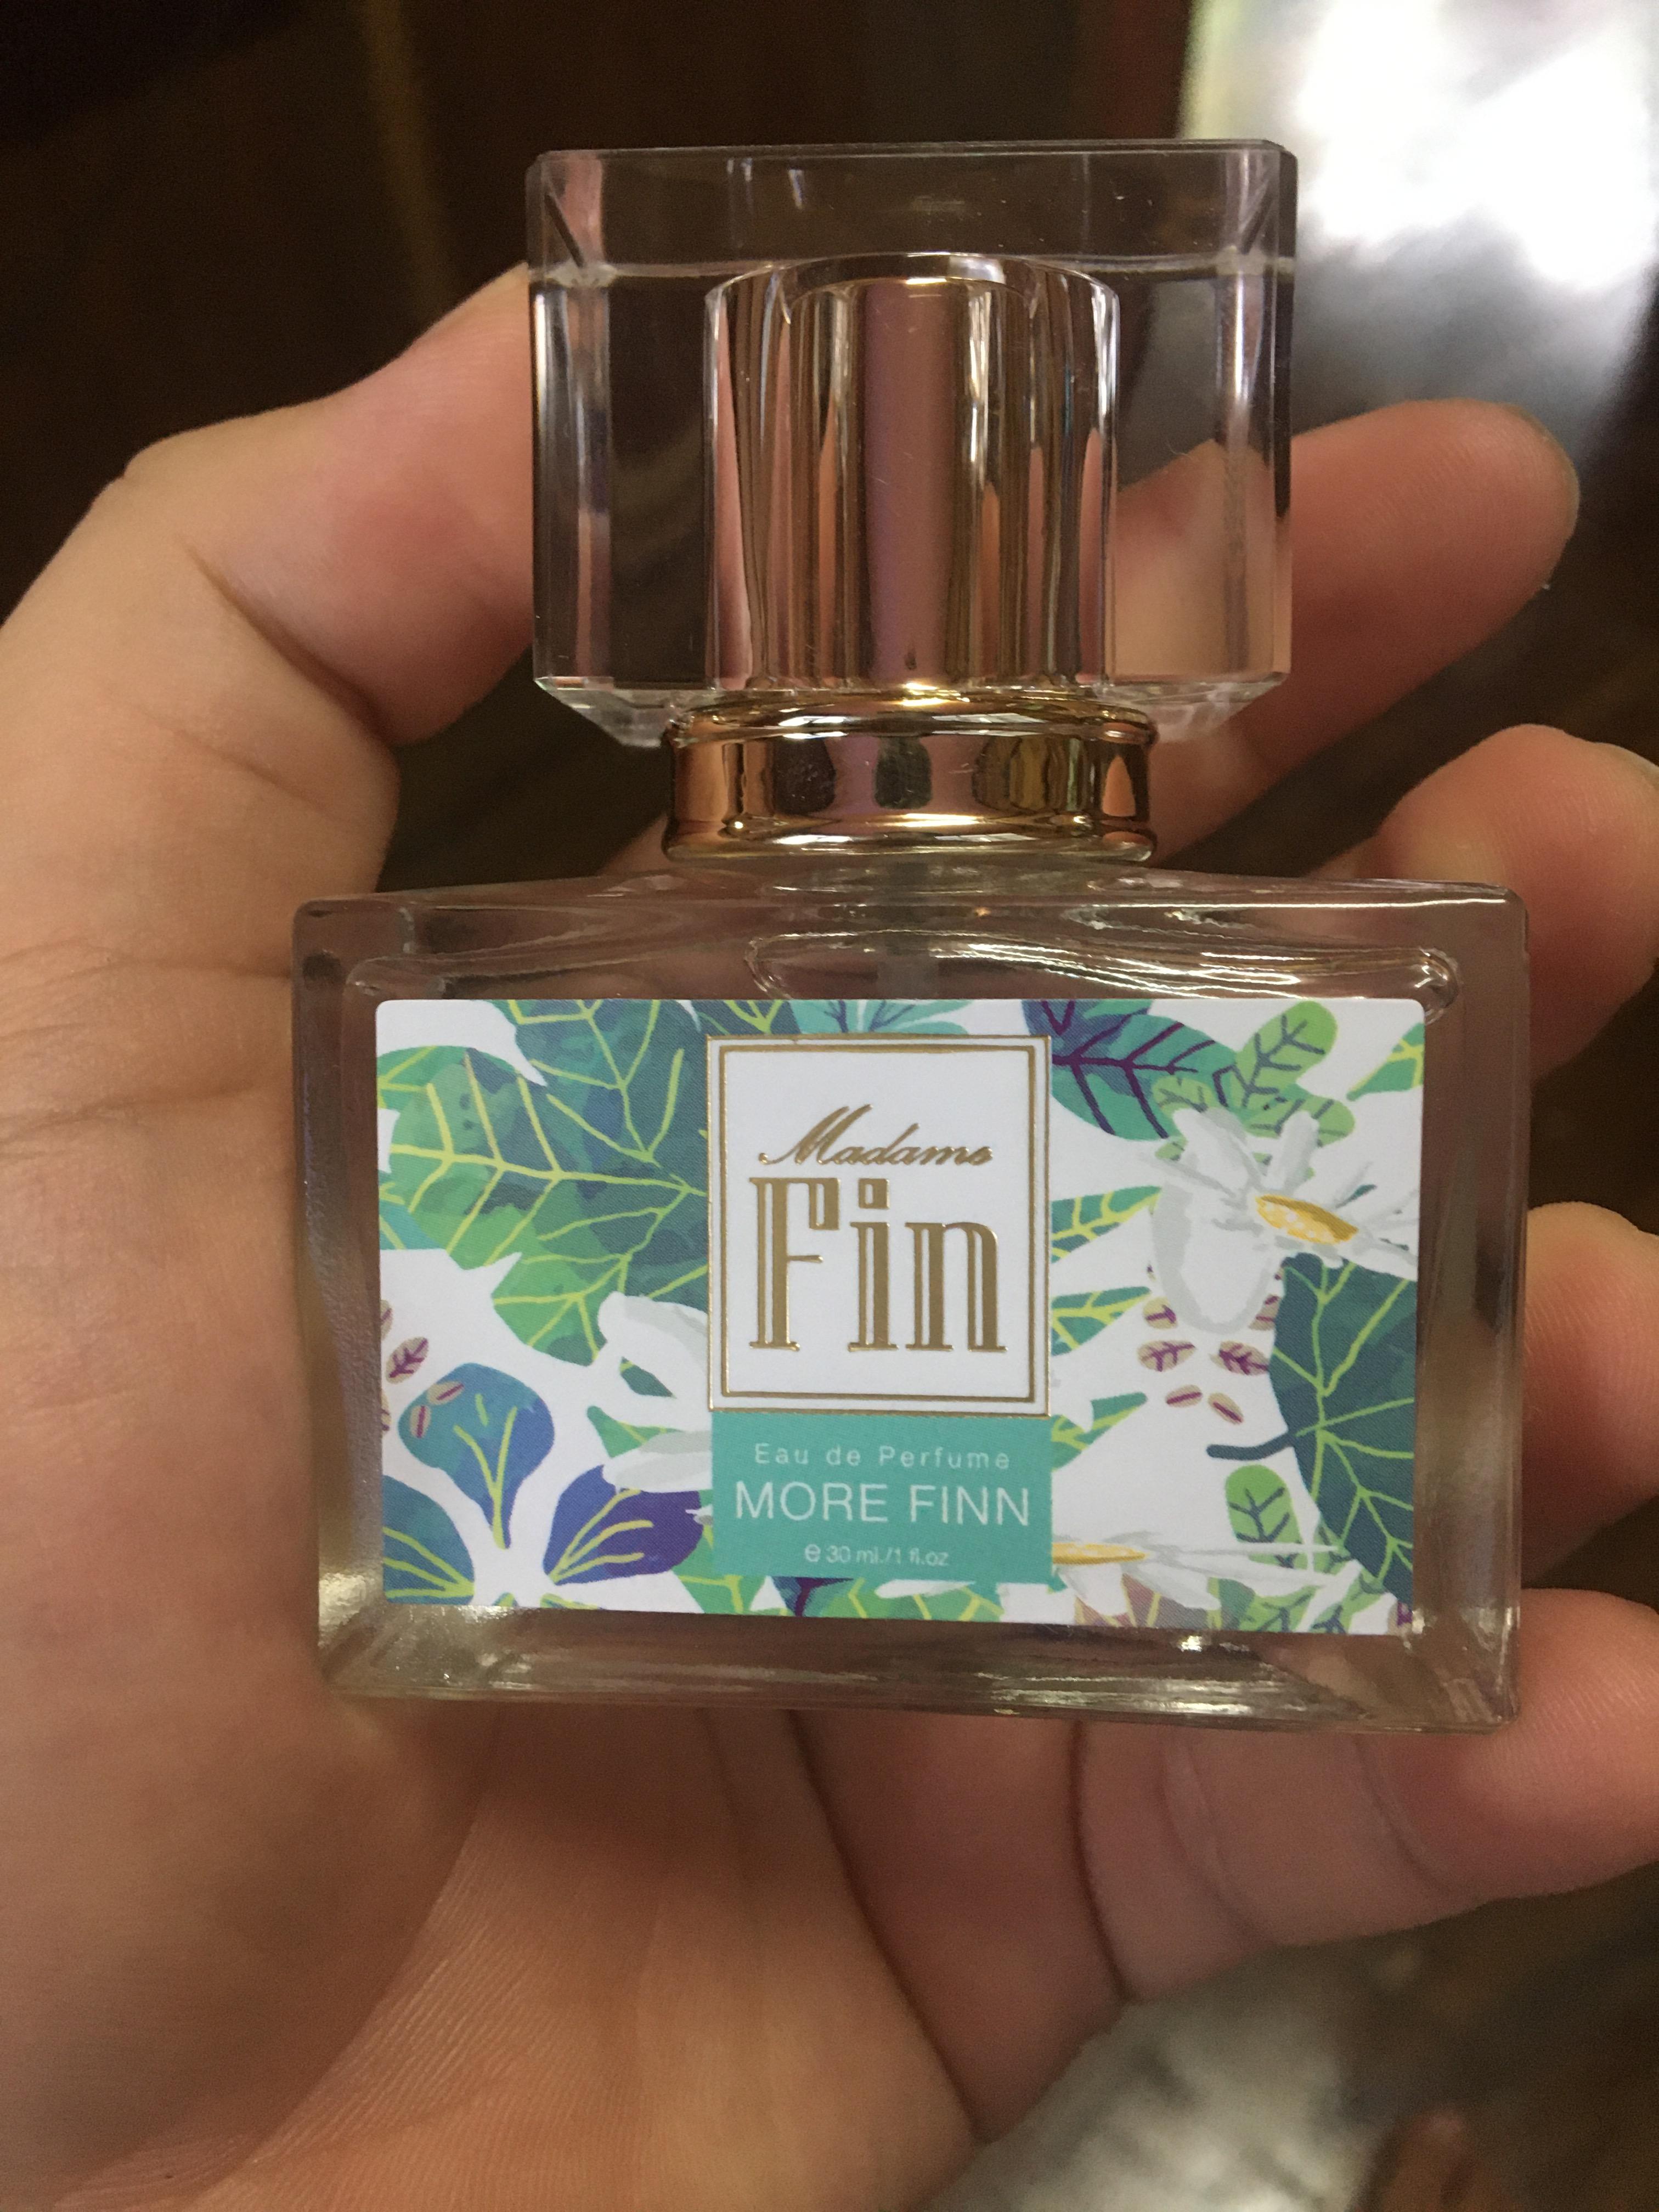 Madame
Fin
Eau de Perfume
MORE FINN
e 30 ml./1 fl.oz